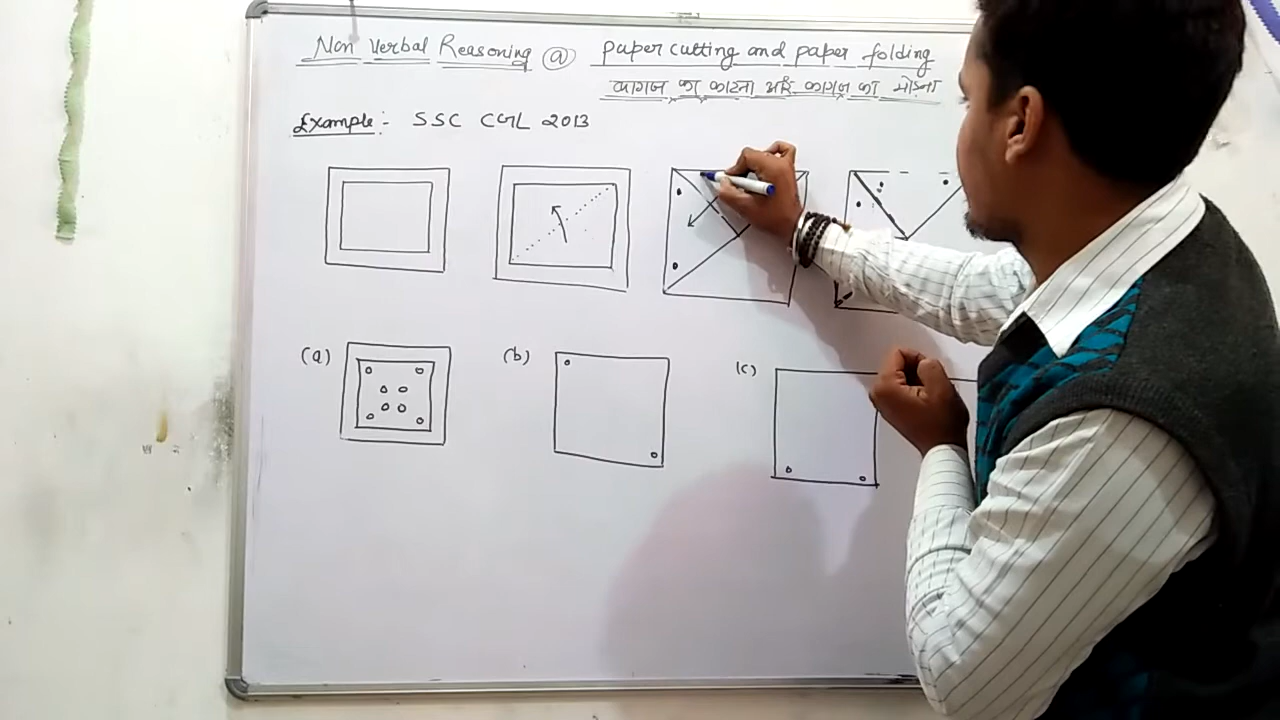 Non Verbal Reasoning @ paper cutting and paper folding
कागज का काटना और कागज का मोड़ना
Example:- SSC CGL 2013
(a)
(b)
(c)